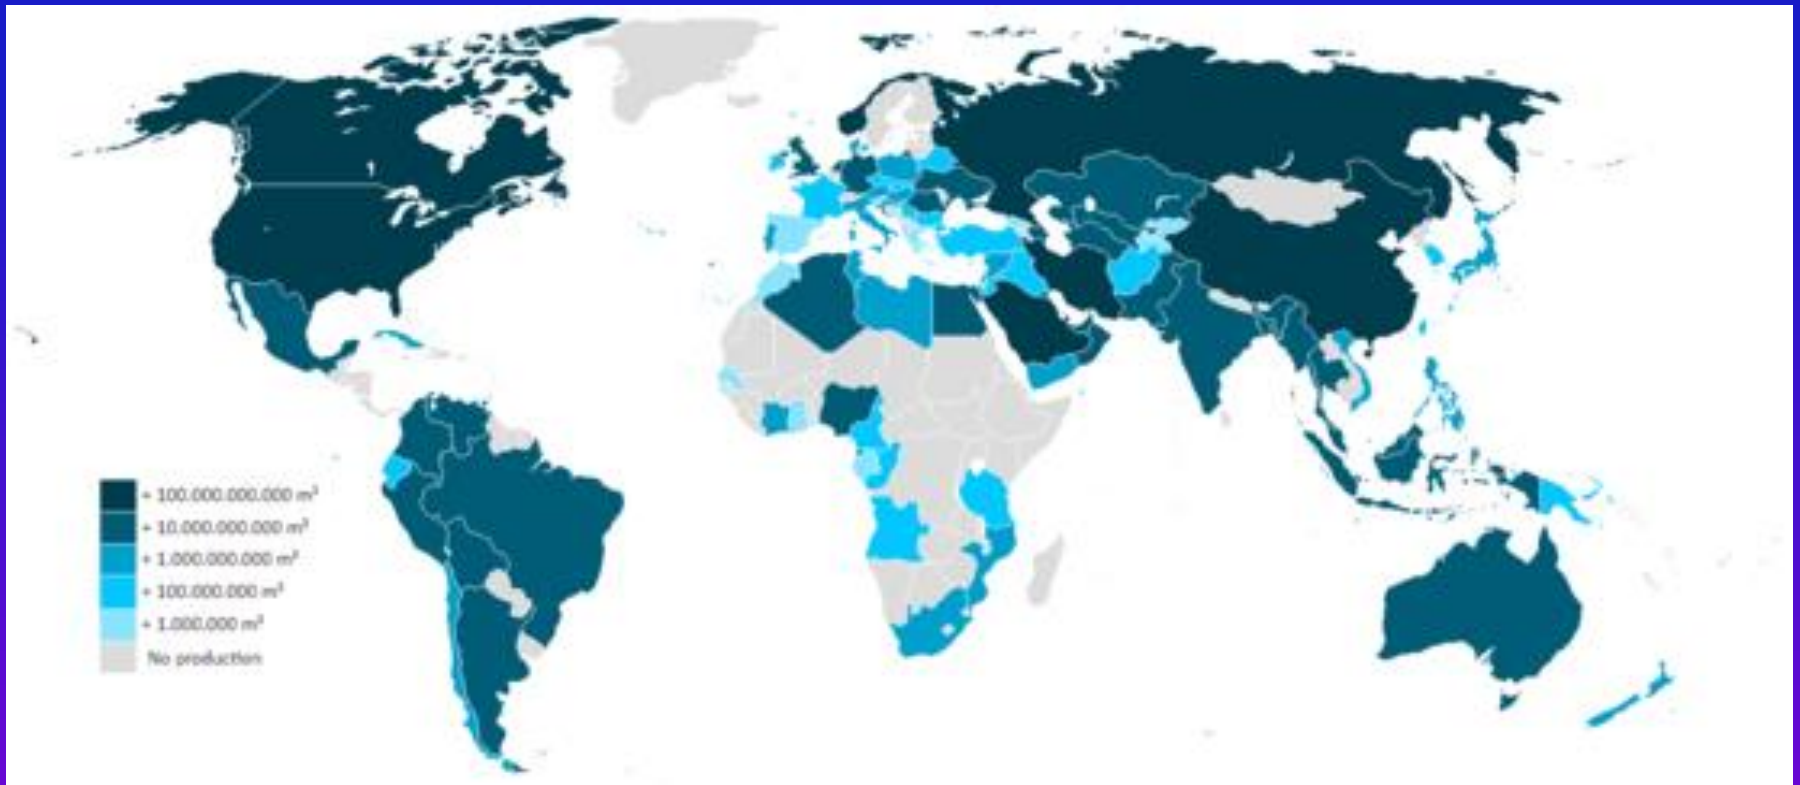 + 100.000.000.000 m³
+ 10.000.000.000 m³
+ 1.000.000.000 m³
+ 100.000.000 m³
+ 1.000.000 m³
No production